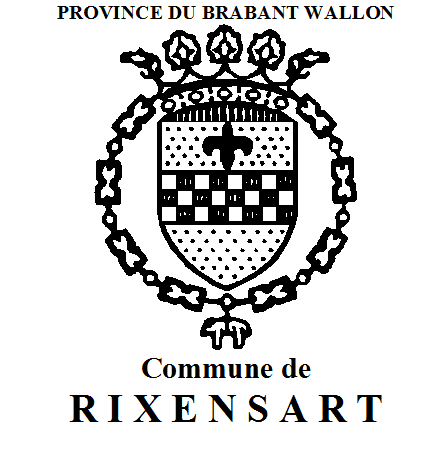 PROVINCE DU BRABANT WALLON
Commune de
RIXENSART